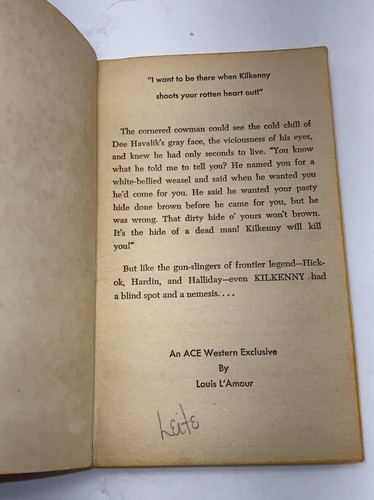 "I want to be there when Kilkenny
shoots your rotten heart out!"
The cornered cowman could see the cold chill of
Dee Havalik's gray face, the viciousness of his eyes,
and knew he had only seconds to live. "You know
what he told me to tell you? He named you for a
white-bellied weasel and said when he wanted you
he'd come for you. He said he wanted your pasty
hide done brown before he came for you, but he
was wrong. That dirty hide o' yours won't brown.
It's the hide of a dead man! Kilkenny will kill
you!"
But like the gun-slingers of frontier legend—Hick-
ok, Hardin, and Halliday—even KILKENNY had
a blind spot and a nemesis. . . .
An ACE Western Exclusive
By
Louis L'Amour